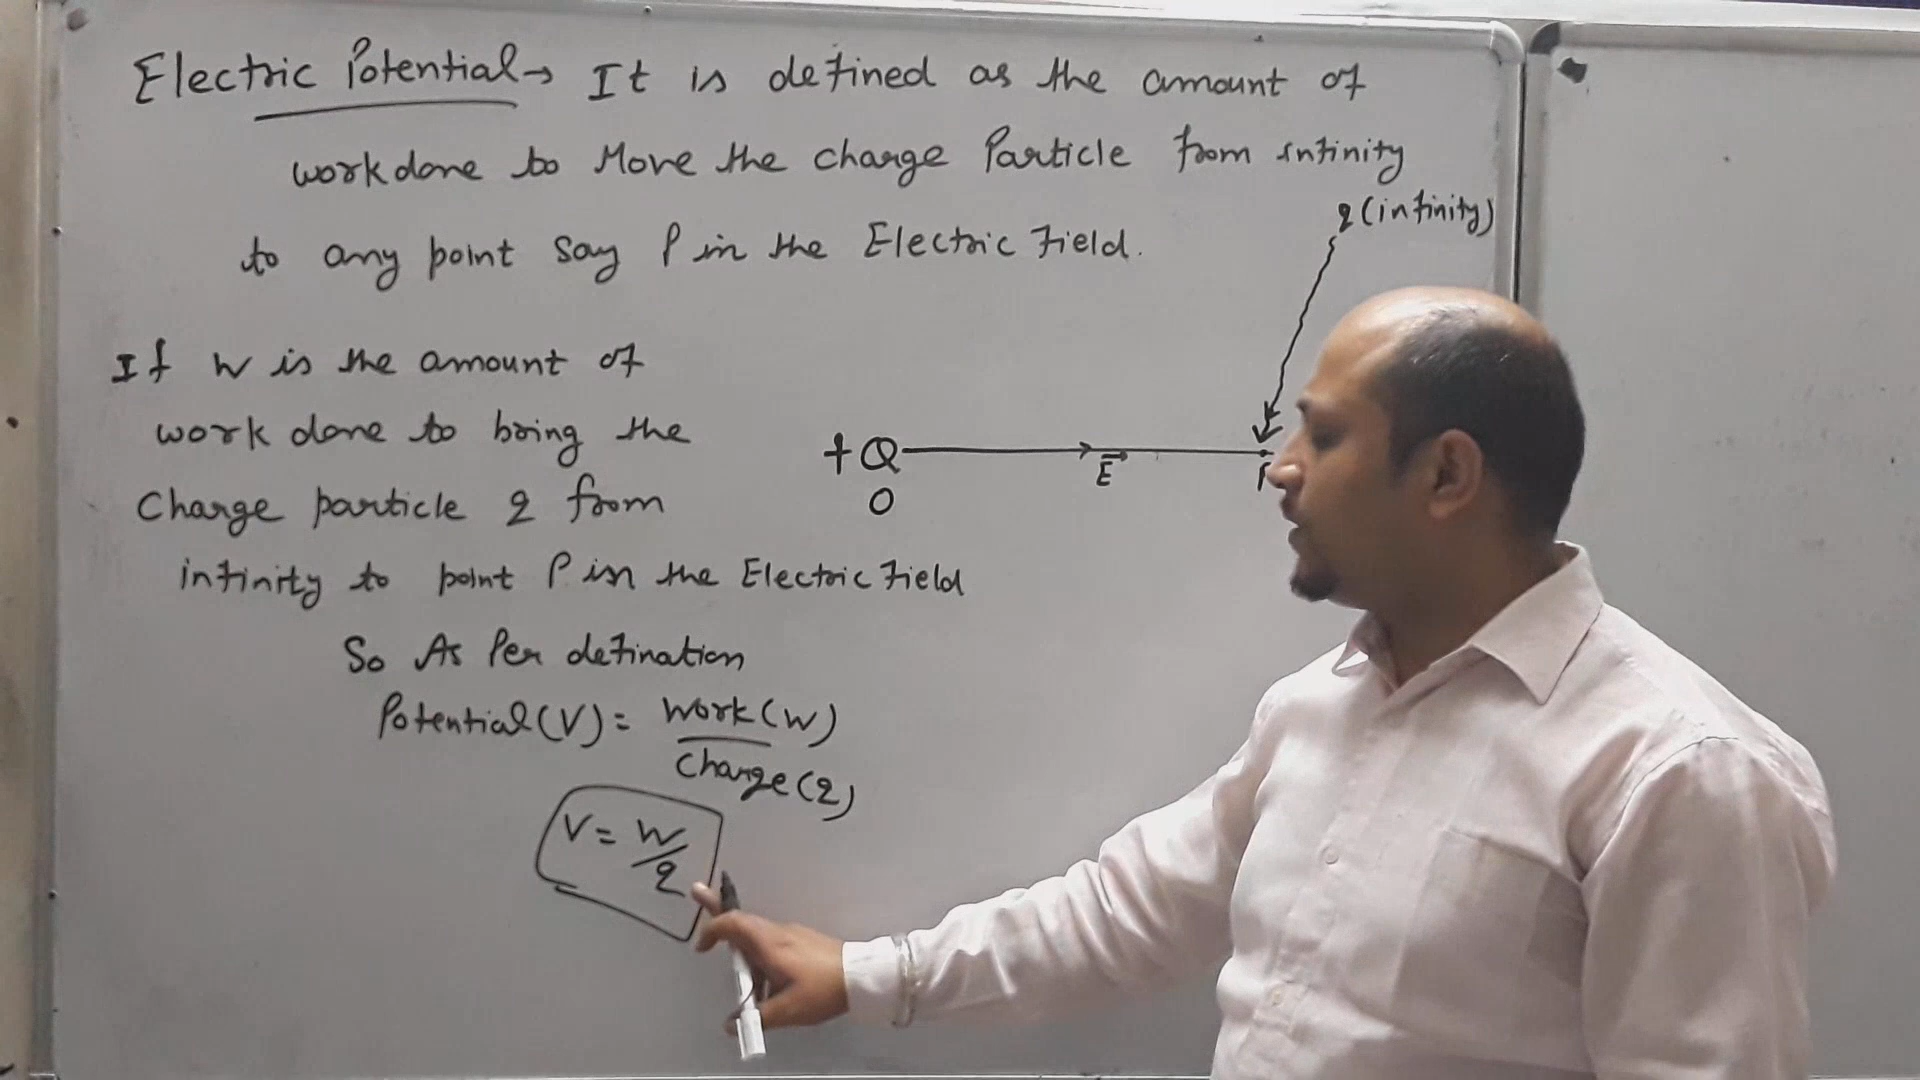 Electric Potential → It is defined as the amount of
workdone to Move the charge Particle from infinity
to any point say P in the Electric Field.
q (infinity)
If W is the amount of
work done to bring the
Charge particle q from
infinity to point P in the Electric Field
+Q
O
E
So As Per defination
Potential (V) = Work (W)
Charge (q)
V = W/q